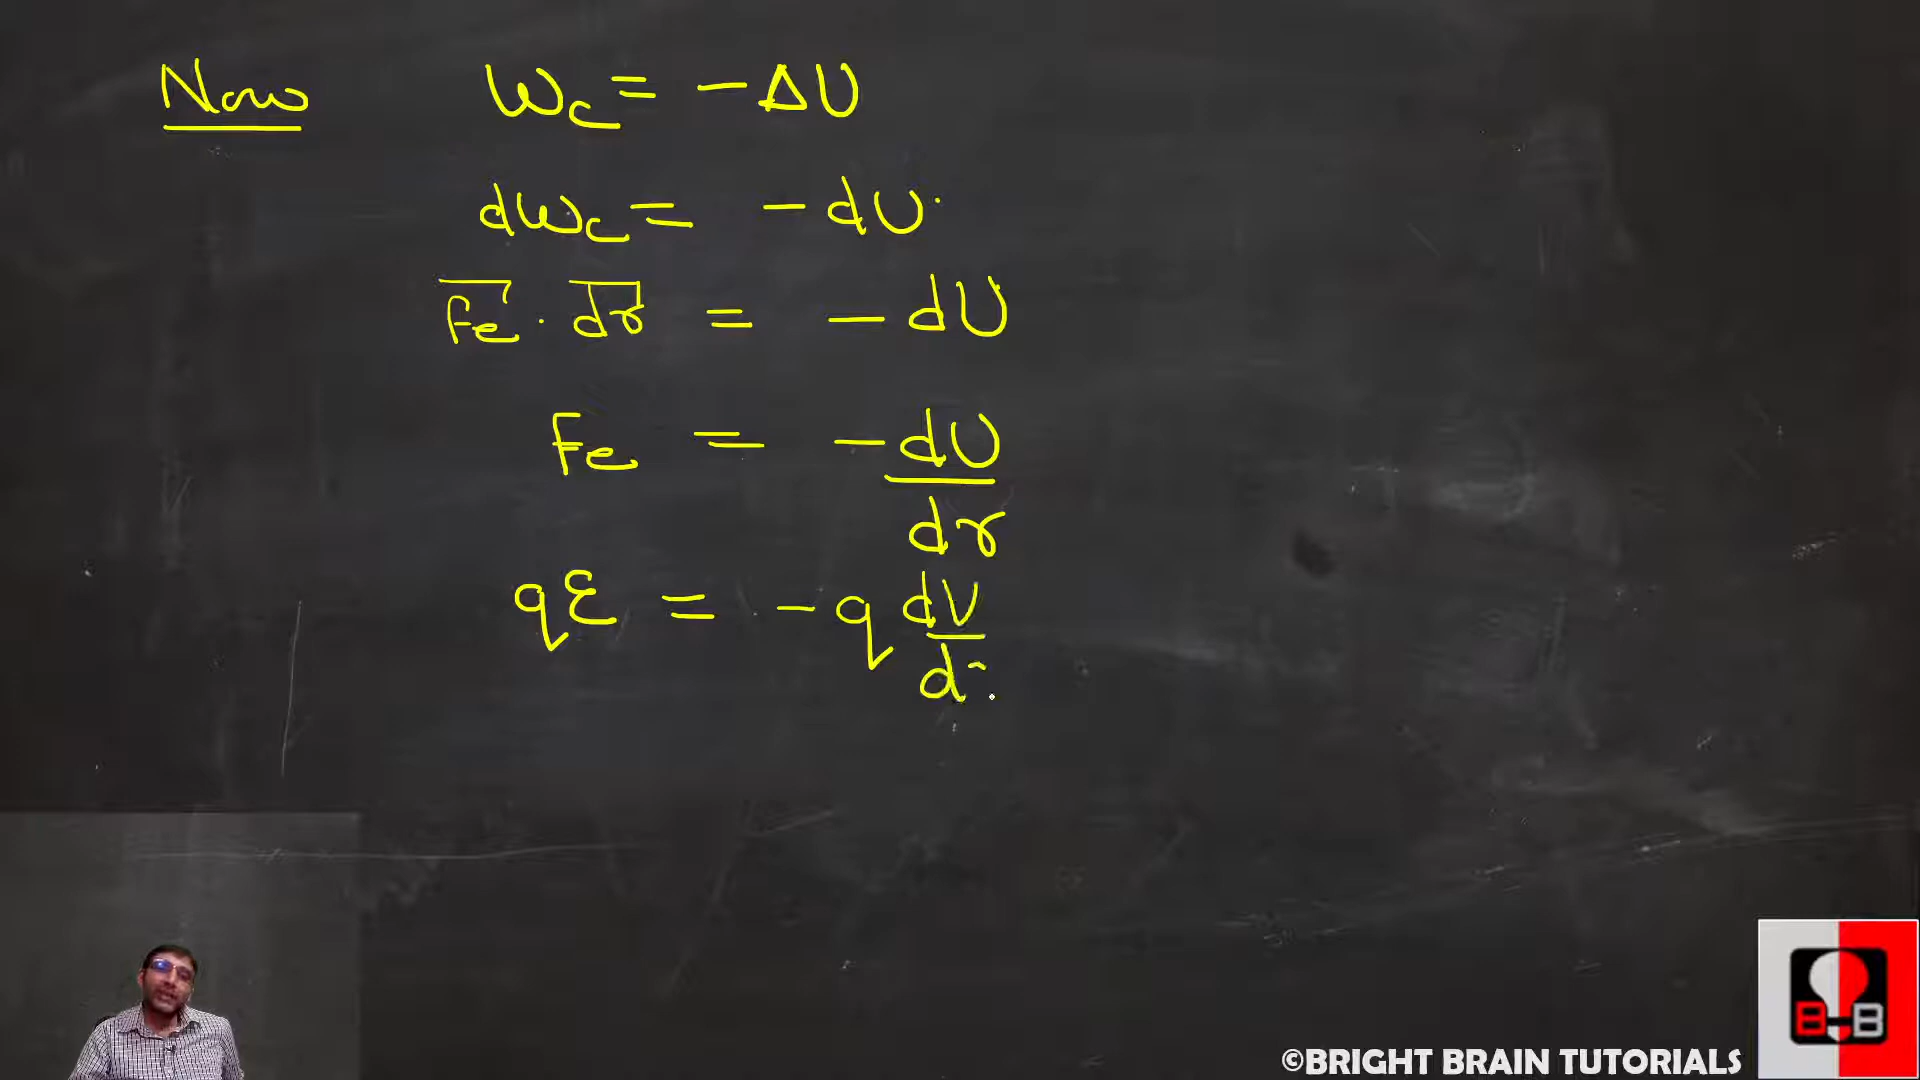 Now Wc = -ΔU
dWc = -dU.
Fe . dr = -dU
Fe = -dU
dr
qE = -q dV
d
B B
©BRIGHT BRAIN TUTORIALS